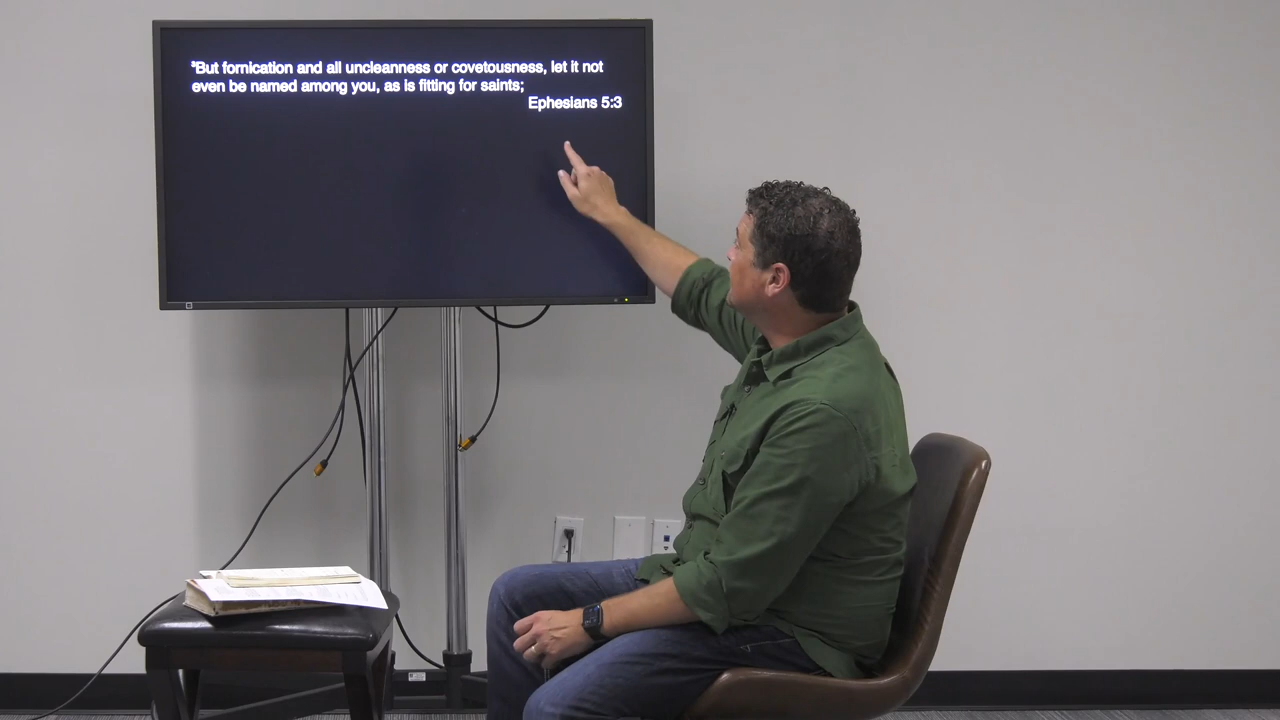 "But fornication and all uncleanness or covetousness, let it not
even be named among you, as is fitting for saints;
Ephesians 5:3